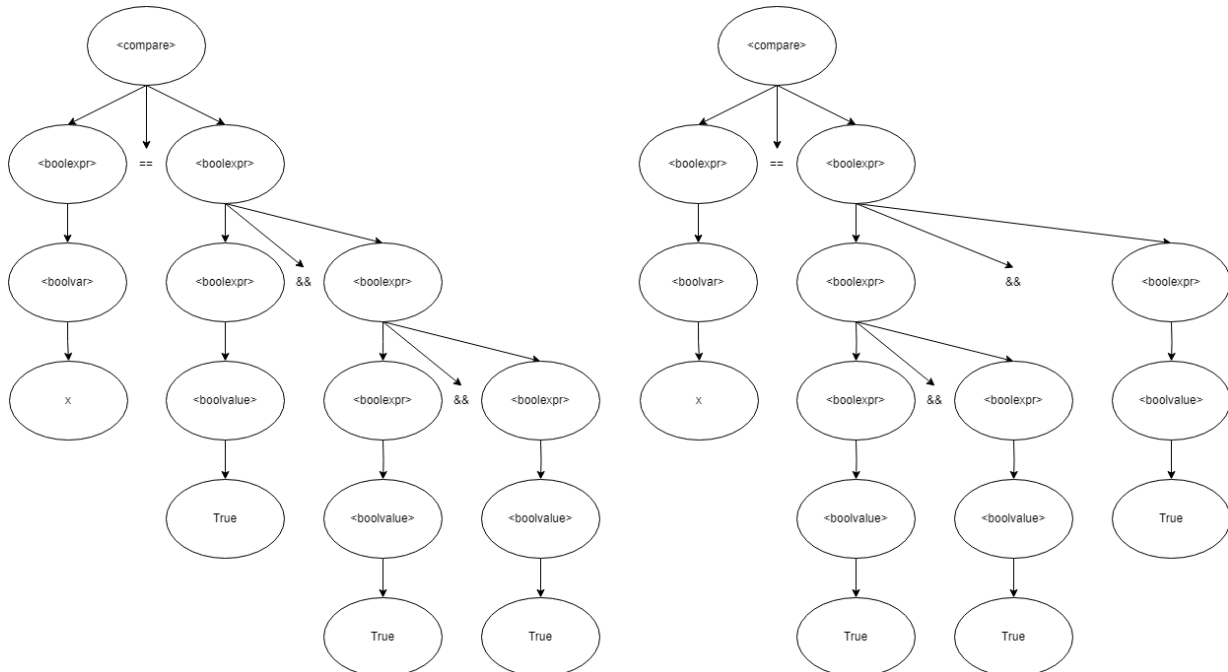 <compare> <compare>
<boolexpr> == <boolexpr> <boolexpr> == <boolexpr>
<boolvar> <boolexpr> && <boolexpr> <boolvar> <boolexpr> && <boolexpr>
x <boolvalue> <boolexpr> && <boolexpr> x <boolexpr> && <boolexpr> <boolvalue>
True <boolvalue> <boolvalue> <boolvalue> <boolvalue> True
True True True True